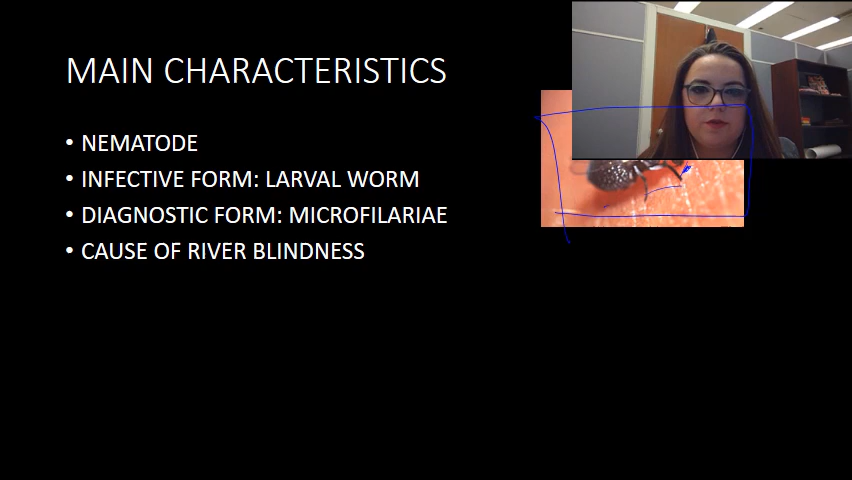 MAIN CHARACTERISTICS
• NEMATODE
• INFECTIVE FORM: LARVAL WORM
• DIAGNOSTIC FORM: MICROFILARIAE
• CAUSE OF RIVER BLINDNESS